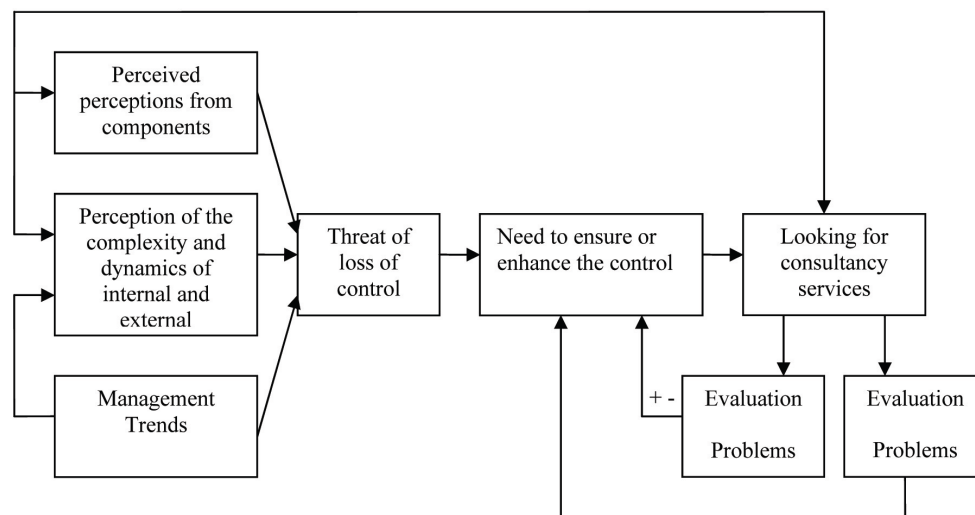 Perceived
perceptions from
components
Perception of the
complexity and
dynamics of
internal and
external
Management
Trends
Threat of
loss of
control
Need to ensure or
enhance the control
Looking for
consultancy
services
+ -
Evaluation
Problems
Evaluation
Problems